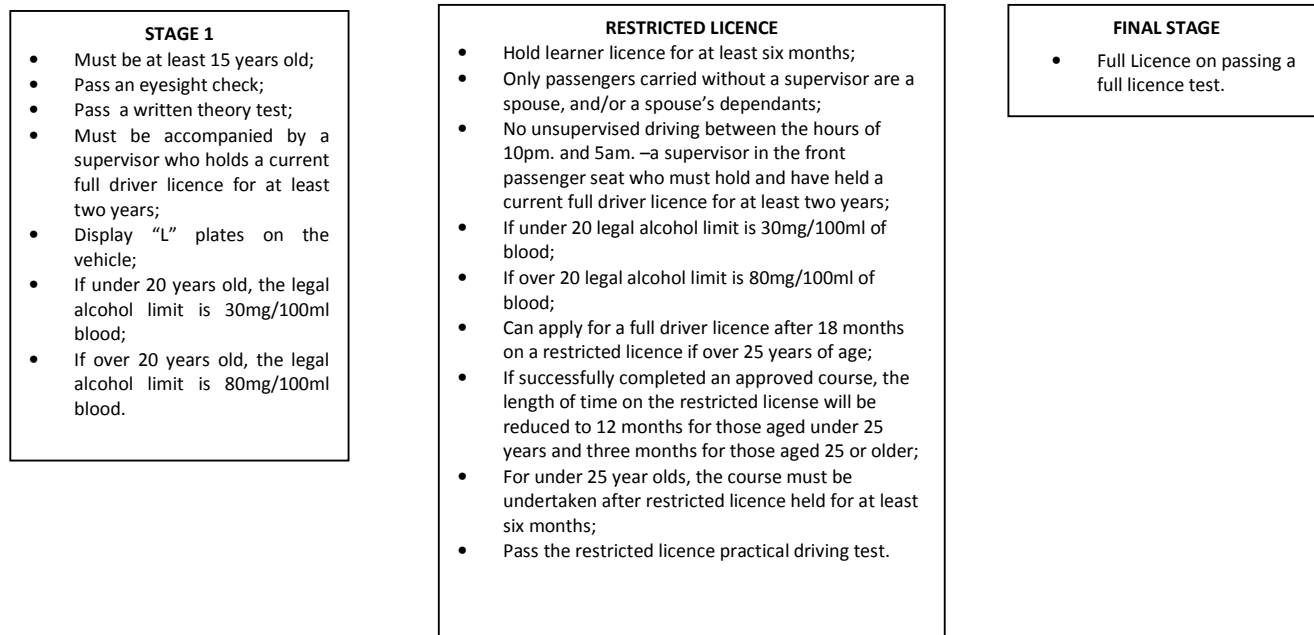 STAGE 1
• Must be at least 15 years old;
• Pass an eyesight check;
• Pass a written theory test;
• Must be accompanied by a
supervisor who holds a current
full driver licence for at least
two years;
• Display “L” plates on the
vehicle;
• If under 20 years old, the legal
alcohol limit is 30mg/100ml
blood;
• If over 20 years old, the legal
alcohol limit is 80mg/100ml
blood.
RESTRICTED LICENCE
• Hold learner licence for at least six months;
• Only passengers carried without a supervisor are a
spouse, and/or a spouse’s dependants;
• No unsupervised driving between the hours of
10pm. and 5am. –a supervisor in the front
passenger seat who must hold and have held a
current full driver licence for at least two years;
• If under 20 legal alcohol limit is 30mg/100ml of
blood;
• If over 20 legal alcohol limit is 80mg/100ml of
blood;
• Can apply for a full driver licence after 18 months
on a restricted licence if over 25 years of age;
• If successfully completed an approved course, the
length of time on the restricted license will be
reduced to 12 months for those aged under 25
years and three months for those aged 25 or older;
• For under 25 year olds, the course must be
undertaken after restricted licence held for at least
six months;
• Pass the restricted licence practical driving test.
FINAL STAGE
• Full Licence on passing a
full licence test.